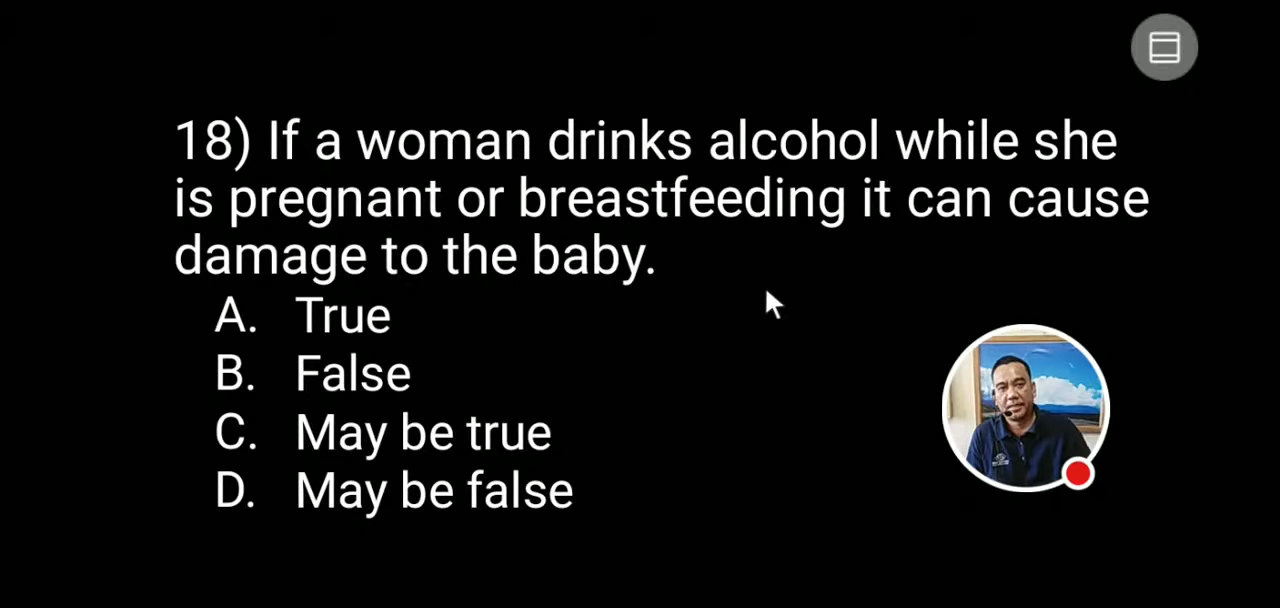 18) If a woman drinks alcohol while she
is pregnant or breastfeeding it can cause
damage to the baby.
A. True
B. False
C. May be true
D. May be false